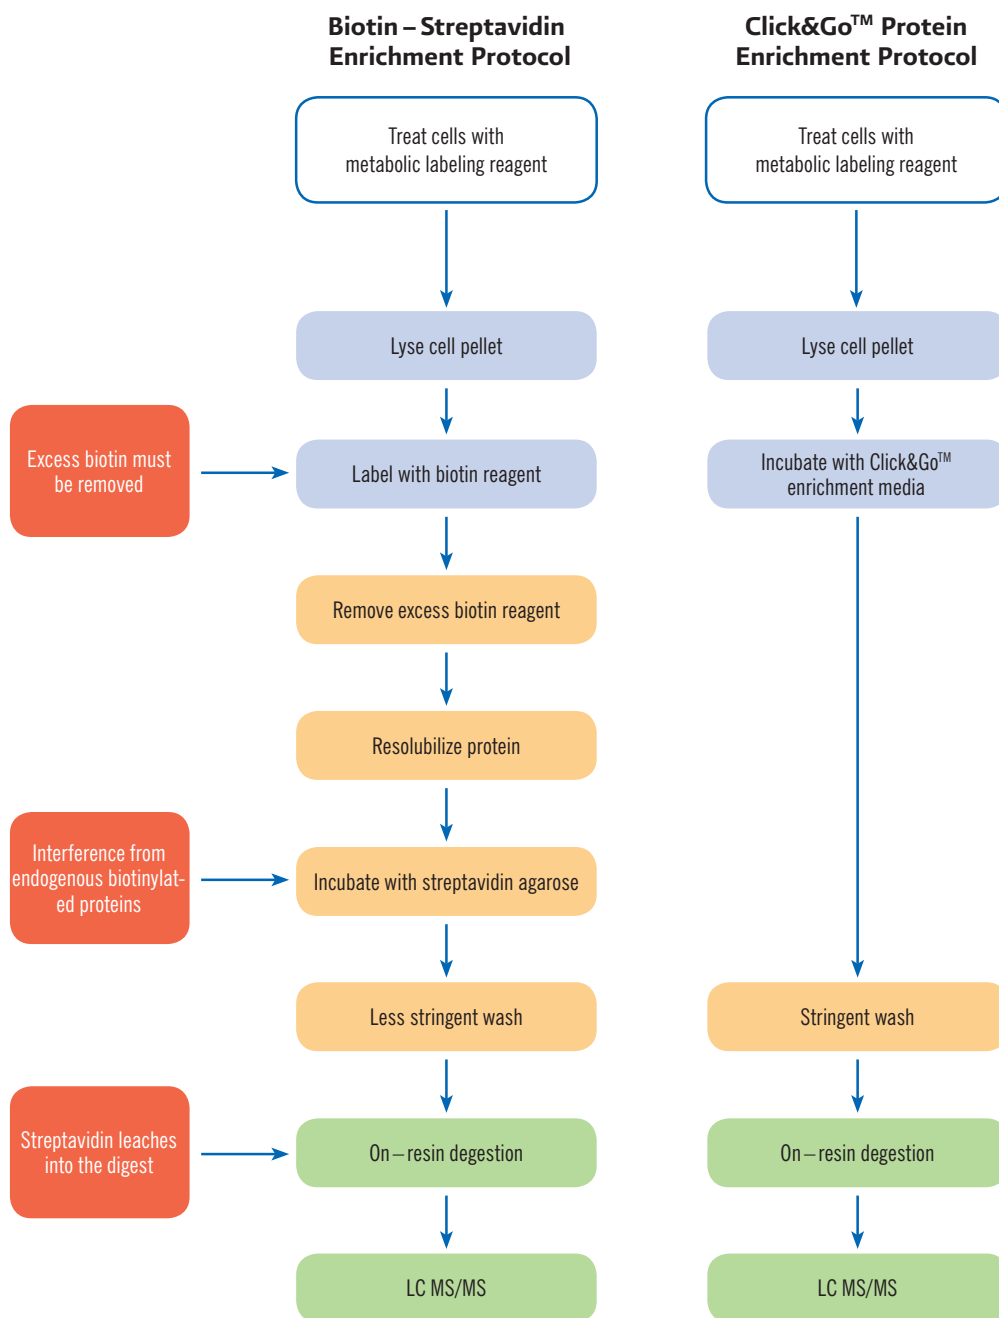 Biotin – Streptavidin
Enrichment Protocol
Treat cells with
metabolic labeling reagent
Lyse cell pellet
Excess biotin must
be removed
Label with biotin reagent
Remove excess biotin reagent
Resolubilize protein
Interference from
endogenous biotinylat-
ed proteins
Incubate with streptavidin agarose
Less stringent wash
Streptavidin leaches
into the digest
On – resin degestion
LC MS/MS
Click&Go™ Protein
Enrichment Protocol
Treat cells with
metabolic labeling reagent
Lyse cell pellet
Incubate with Click&Go™
enrichment media
Stringent wash
On – resin degestion
LC MS/MS